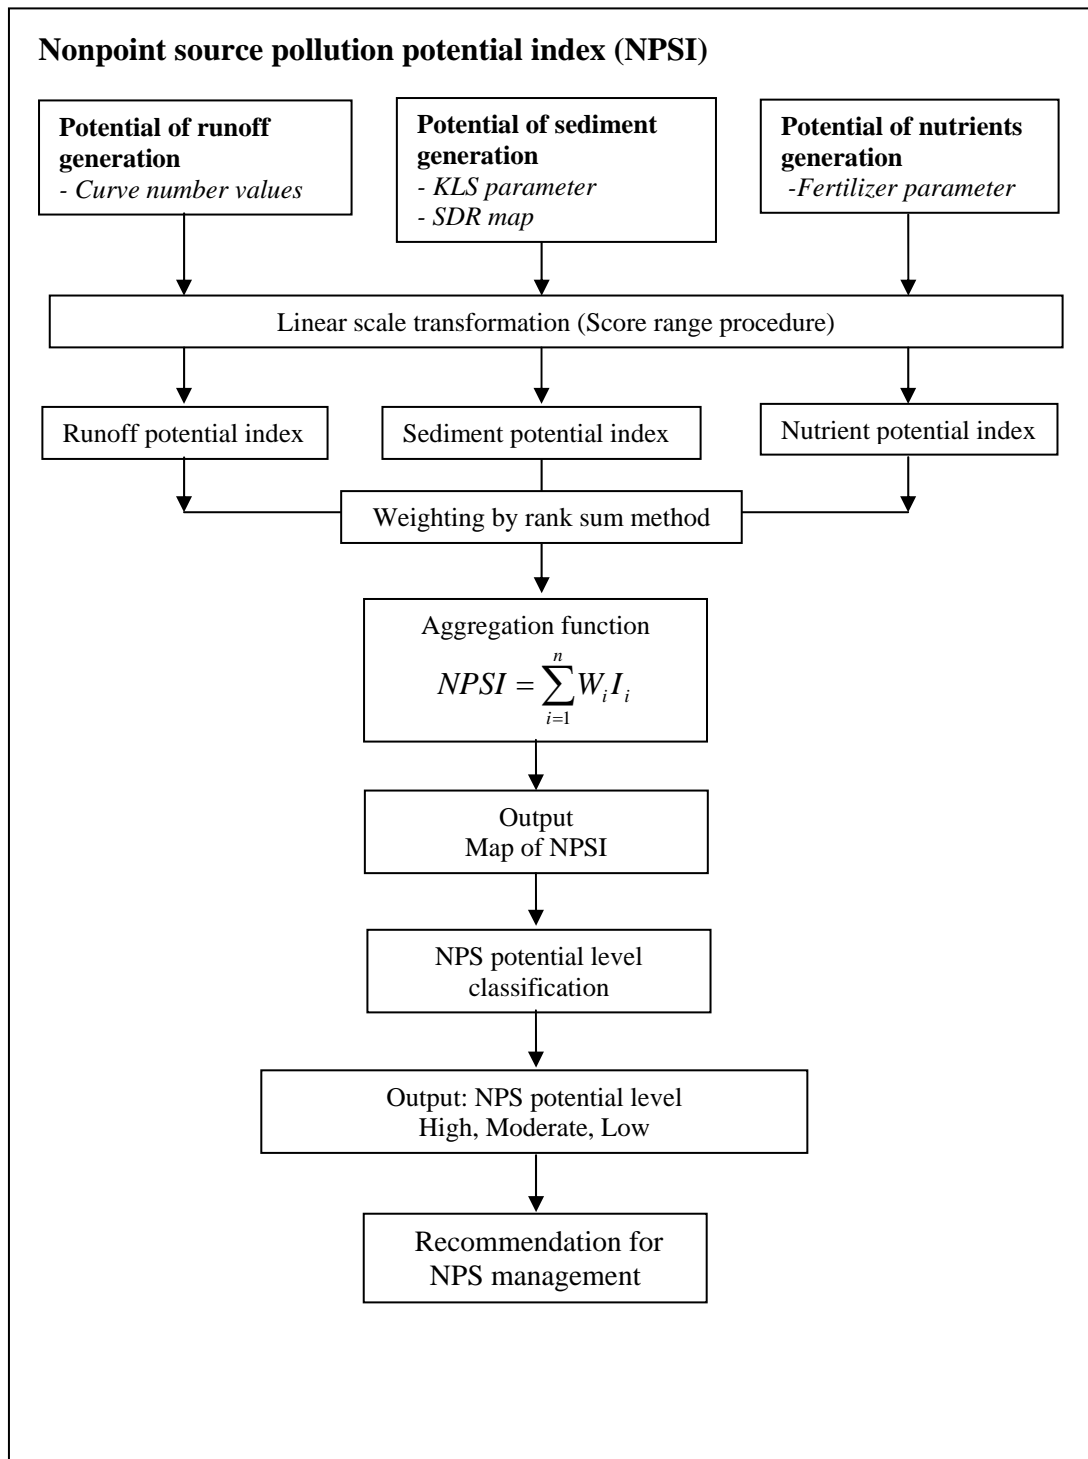 Nonpoint source pollution potential index (NPSI)
Potential of runoff
generation
- Curve number values
Potential of sediment
generation
- KLS parameter
- SDR map
Potential of nutrients
generation
-Fertilizer parameter
Linear scale transformation (Score range procedure)
Runoff potential index
Sediment potential index
Nutrient potential index
Weighting by rank sum method
Aggregation function
NPSI = \sum_{i=1}^{n} W_i I_i
Output
Map of NPSI
NPS potential level
classification
Output: NPS potential level
High, Moderate, Low
Recommendation for
NPS management